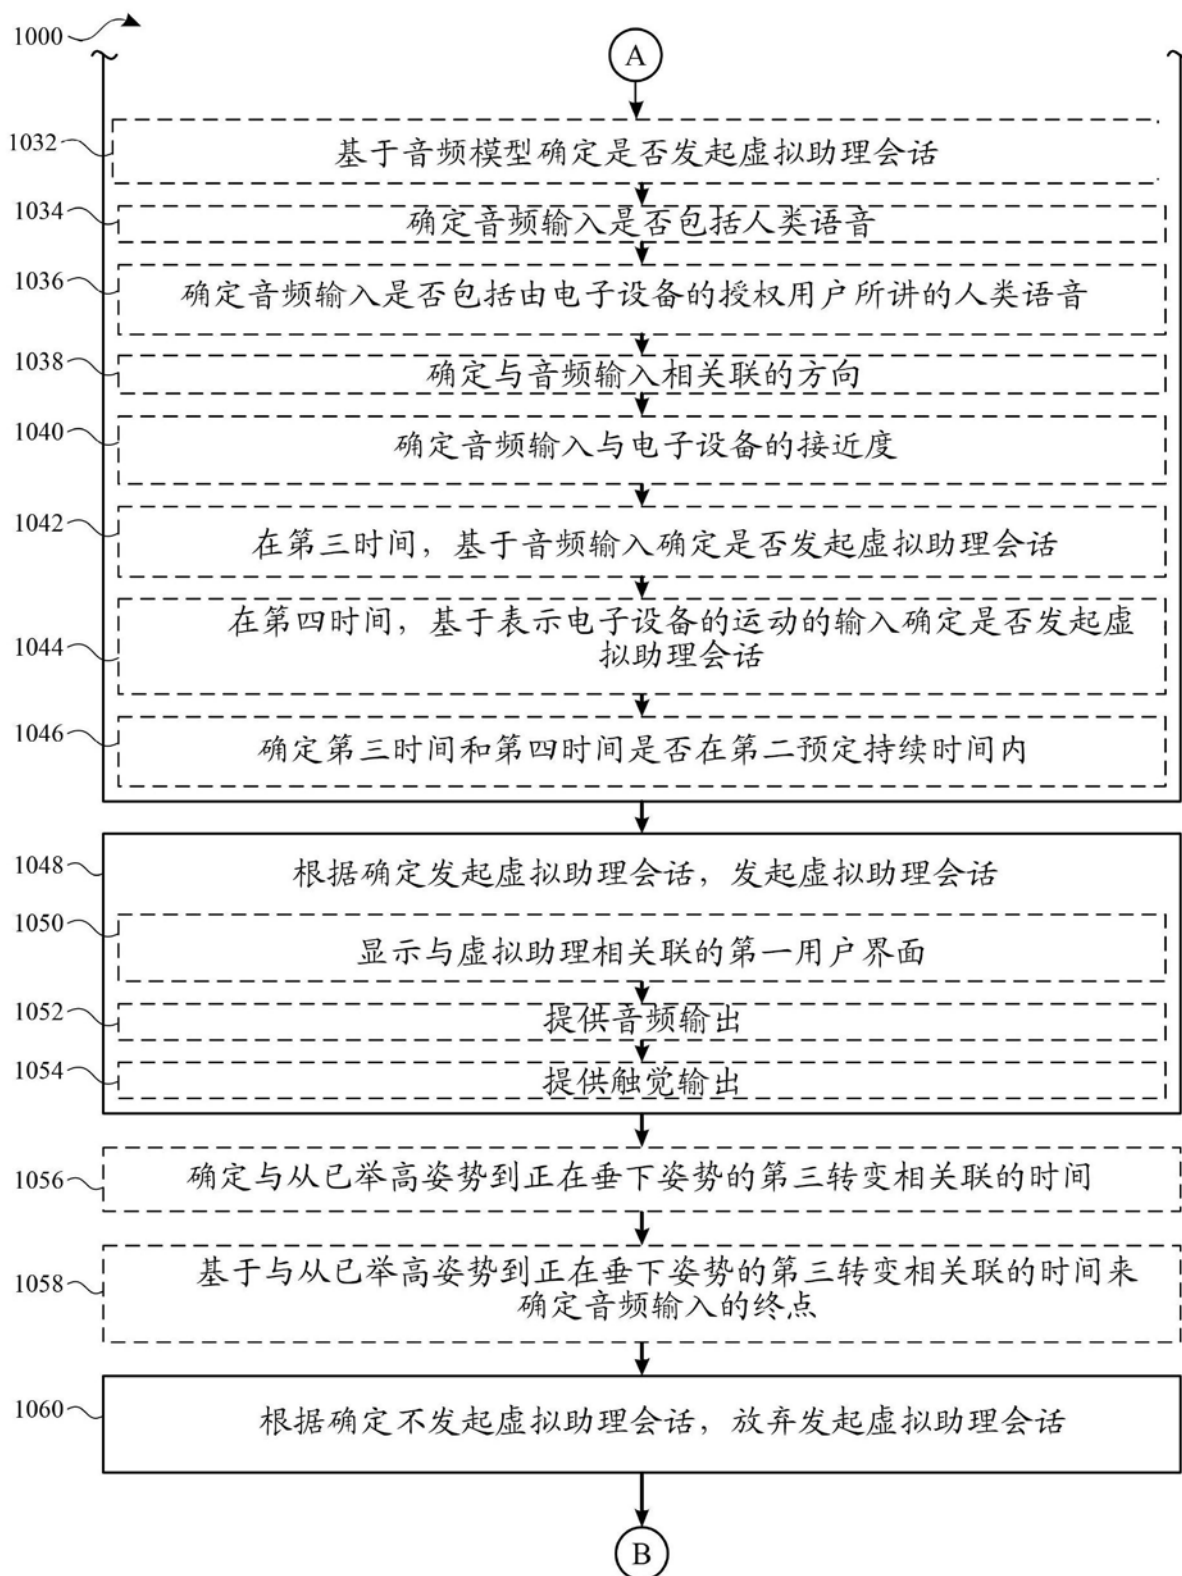 1000
A
1032
基于音频模型确定是否发起虚拟助理会话
1034
确定音频输入是否包括人类语音
1036
确定音频输入是否包括由电子设备的授权用户所讲的人类语音
1038
确定与音频输入相关联的方向
1040
确定音频输入与电子设备的接近度
1042
在第三时间，基于音频输入确定是否发起虚拟助理会话
1044
在第四时间，基于表示电子设备的运动的输入确定是否发起虚
拟助理会话
1046
确定第三时间和第四时间是否在第二预定持续时间内
1048
根据确定发起虚拟助理会话，发起虚拟助理会话
1050
显示与虚拟助理相关联的第一用户界面
1052
提供音频输出
1054
提供触觉输出
1056
确定与从已举高姿势到正在垂下姿势的第三转变相关联的时间
1058
基于与从已举高姿势到正在垂下姿势的第三转变相关联的时间来
确定音频输入的终点
1060
根据确定不发起虚拟助理会话，放弃发起虚拟助理会话
B